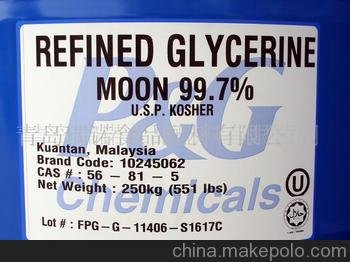 REFINED GLYCERINE
MOON 99.7%
U.S.P. KOSHER
P&G
Chemicals
Kuantan, Malaysia
Brand Code: 10245062
CAS # : 56 - 81 - 5
Net Weight : 250kg (551 lbs)
U
Lot # : FPG-G - 11406 -S1617C
china.makepolo.com